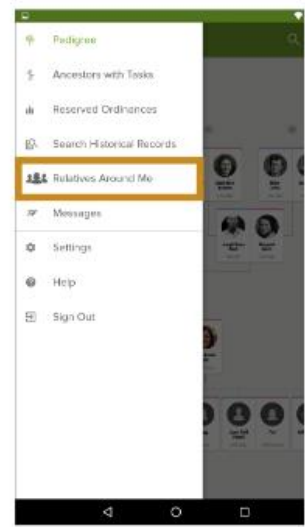 Pedigree
Ancestors with Tasks
Reserved Ordinances
Search Historical Records
Relatives Around Me
Messages
Settings
Help
Sign Out